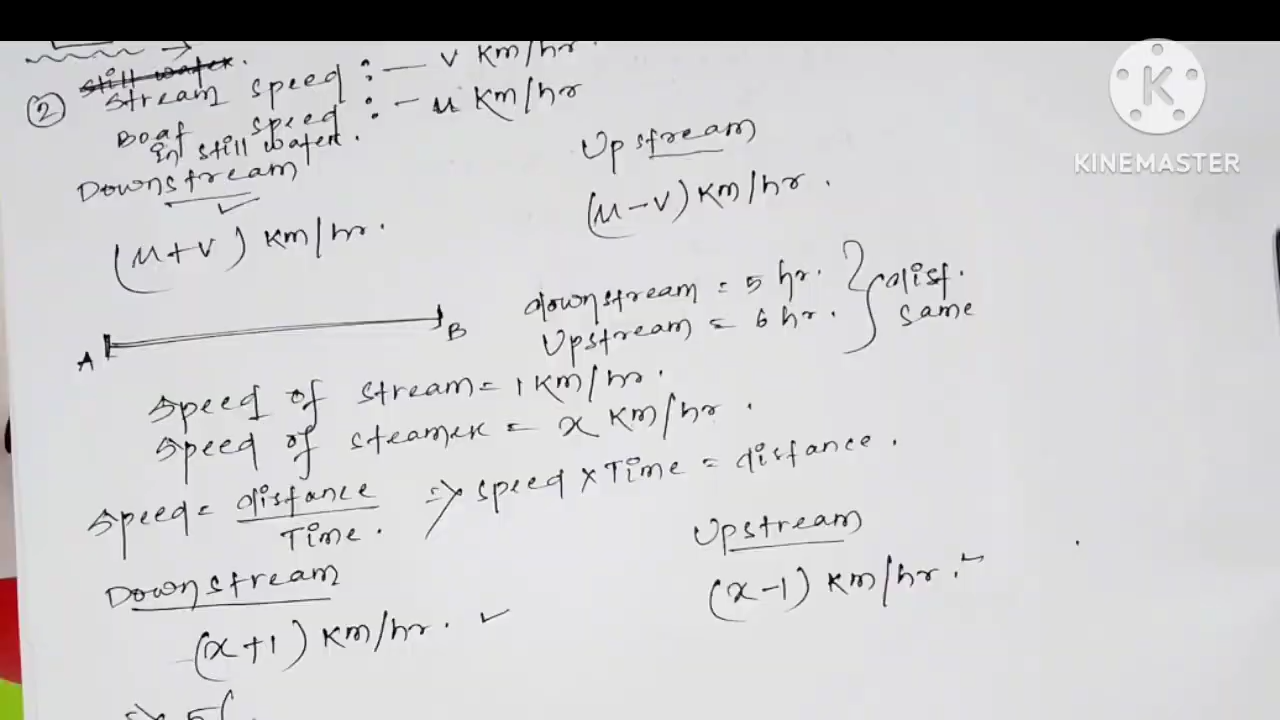 still water.
② Stream speed :— v km/hr.
Boat speed :— u km/hr
in still water.
Downstream
Upstream
(u+v) km/hr.
(u-v) km/hr.
downstream = 5 hr.
Upstream = 6 hr.
} dist. same
A
B
Speed of stream = 1 km/hr.
Speed of steamer = x km/hr.
Speed = distance / Time. => speed x Time = distance.
Downstream
Upstream
(x+1) km/hr. ✓
(x-1) km/hr. ✓
=> 5(
K
KINEMASTER